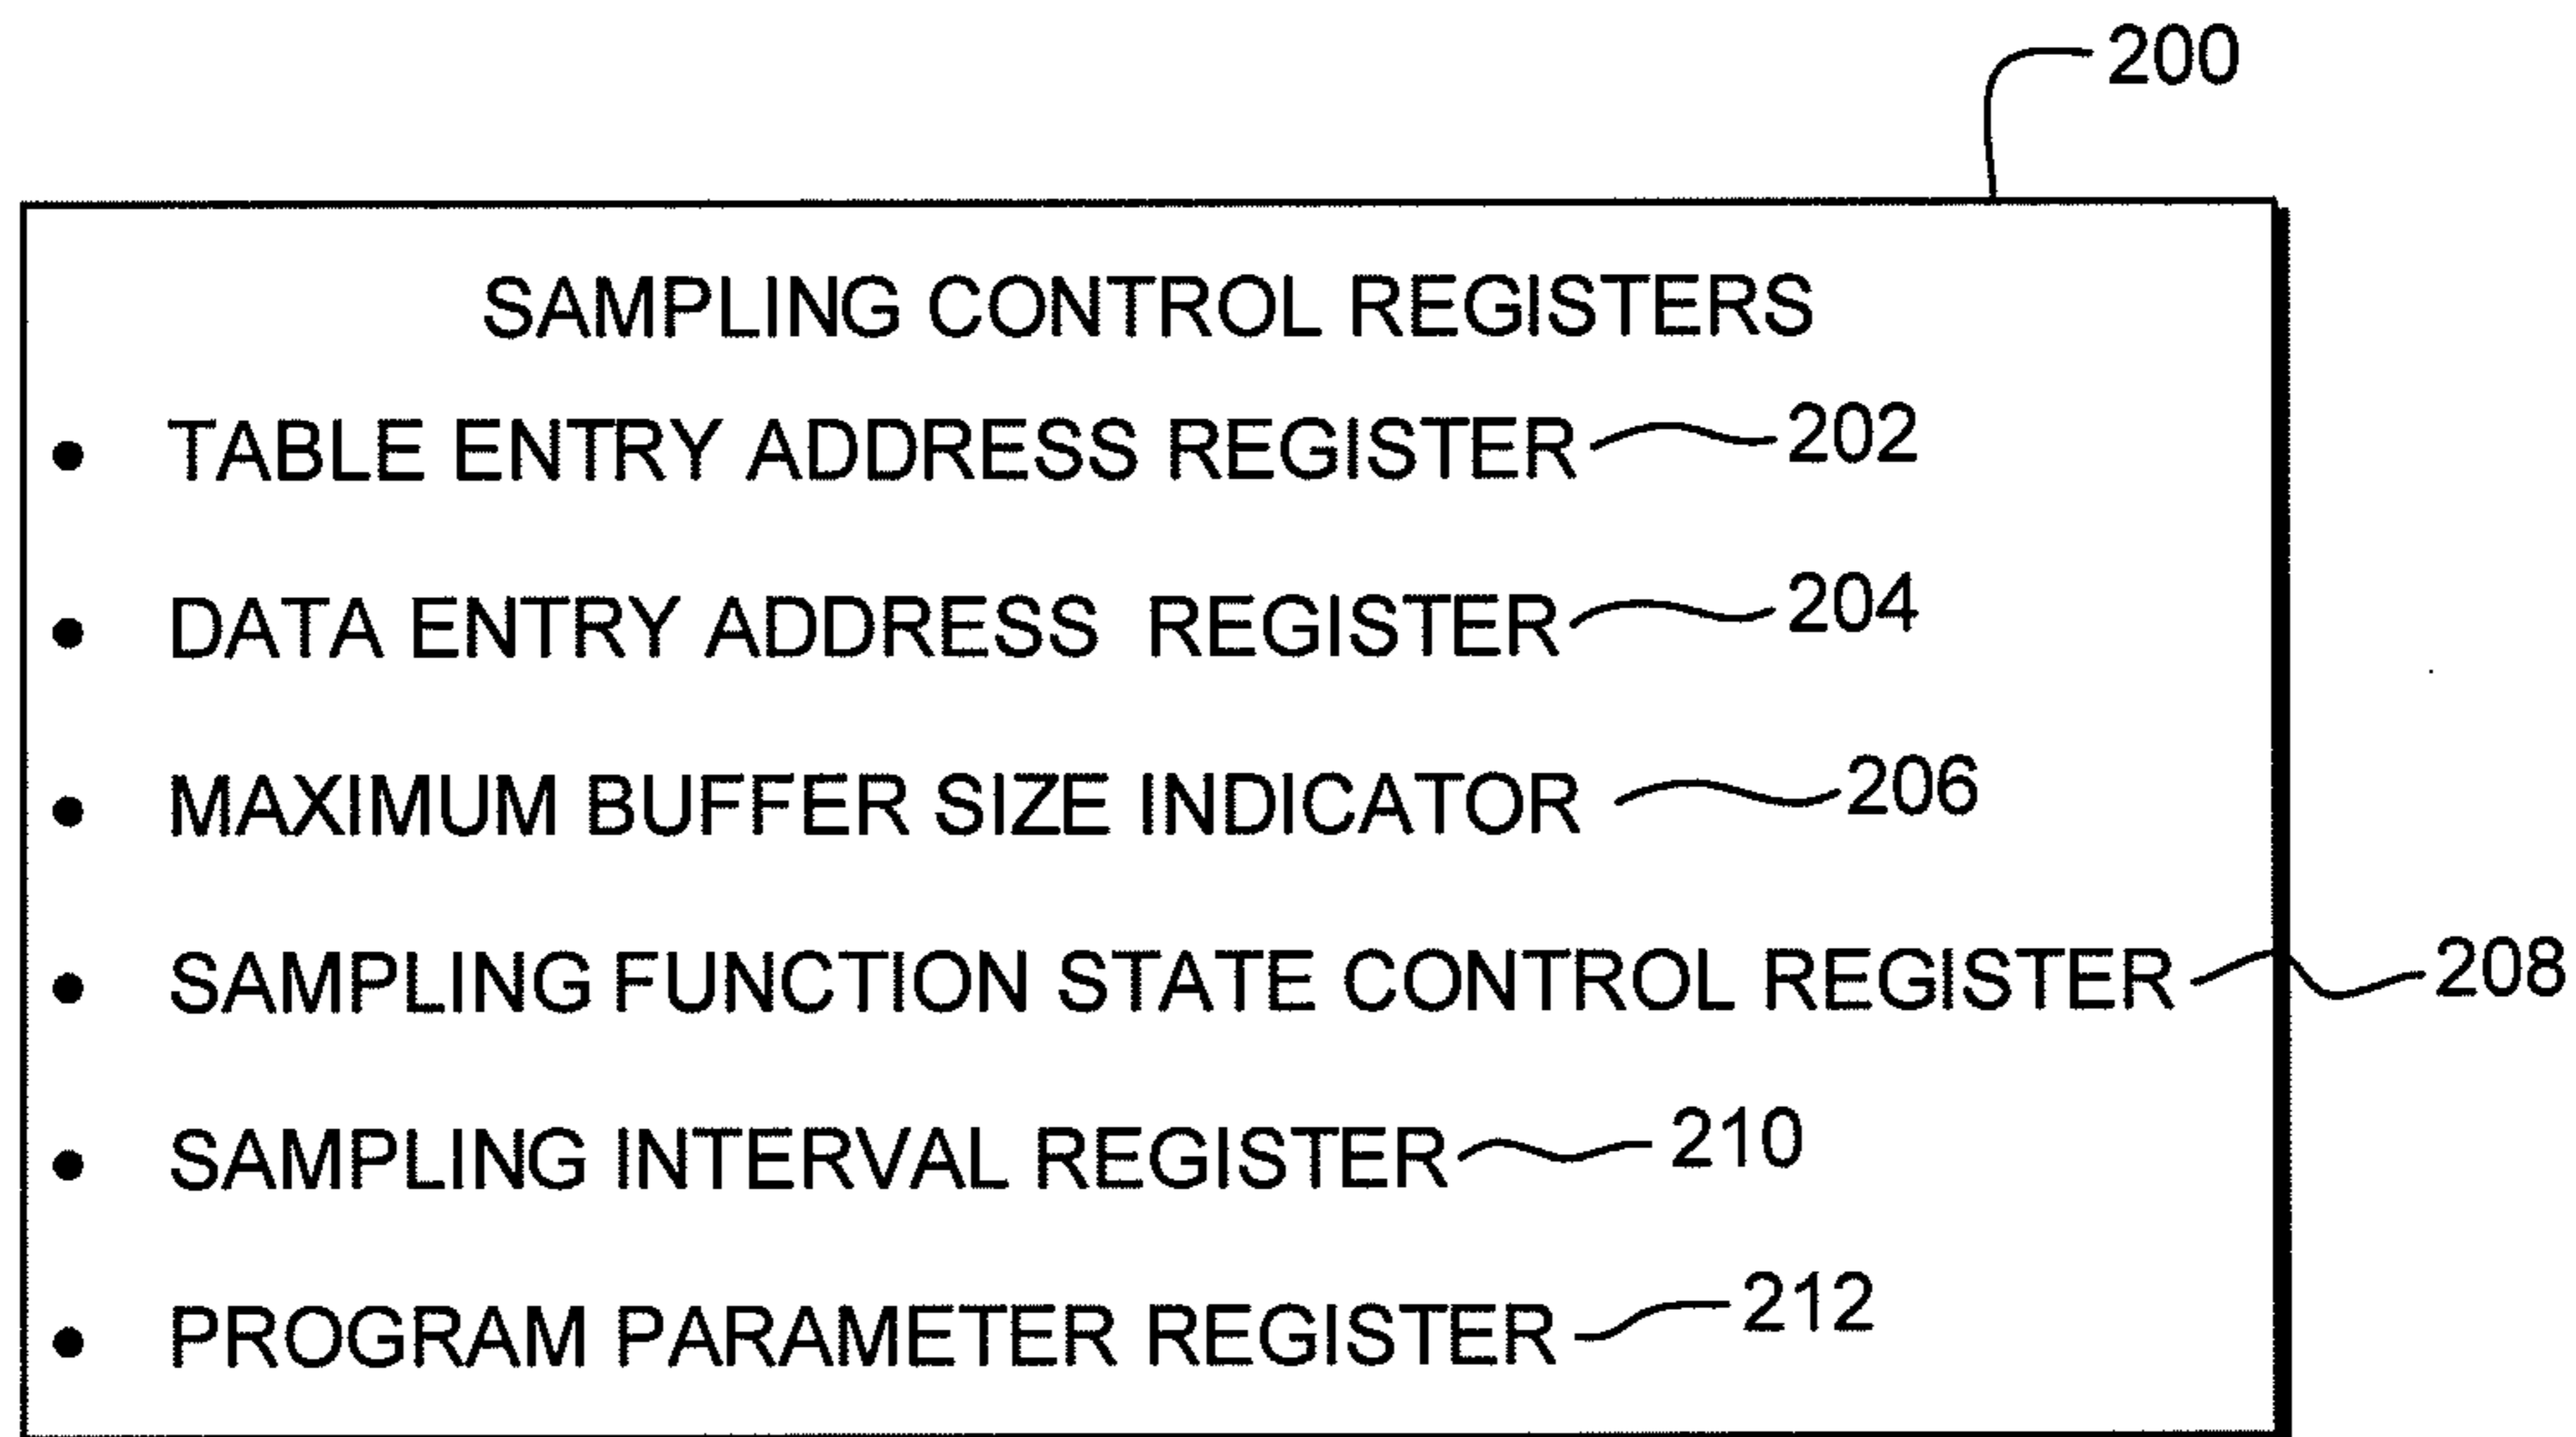 200
SAMPLING CONTROL REGISTERS
• TABLE ENTRY ADDRESS REGISTER 202
• DATA ENTRY ADDRESS REGISTER 204
• MAXIMUM BUFFER SIZE INDICATOR 206
• SAMPLING FUNCTION STATE CONTROL REGISTER 208
• SAMPLING INTERVAL REGISTER 210
• PROGRAM PARAMETER REGISTER 212